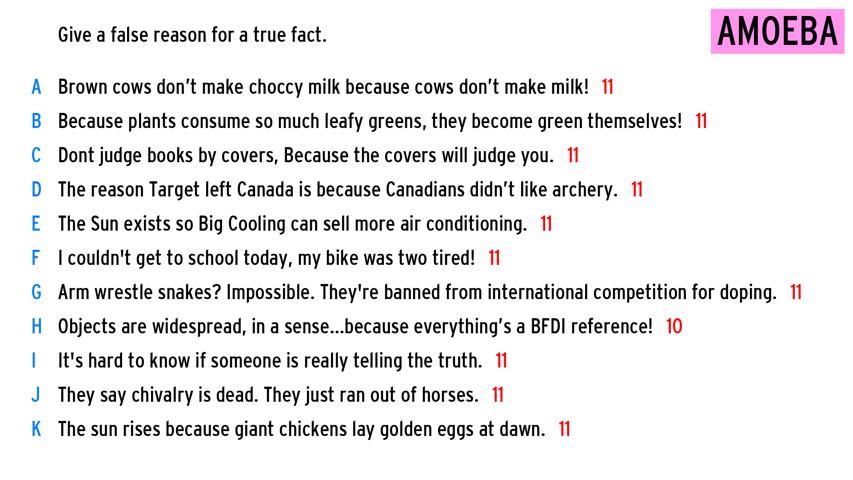 Give a false reason for a true fact.
AMOEBA
A Brown cows don't make choccy milk because cows don't make milk! 11
B Because plants consume so much leafy greens, they become green themselves! 11
C Dont judge books by covers, Because the covers will judge you. 11
D The reason Target left Canada is because Canadians didn't like archery. 11
E The Sun exists so Big Cooling can sell more air conditioning. 11
F I couldn't get to school today, my bike was two tired! 11
G Arm wrestle snakes? Impossible. They're banned from international competition for doping. 11
H Objects are widespread, in a sense...because everything's a BFDI reference! 10
I It's hard to know if someone is really telling the truth. 11
J They say chivalry is dead. They just ran out of horses. 11
K The sun rises because giant chickens lay golden eggs at dawn. 11